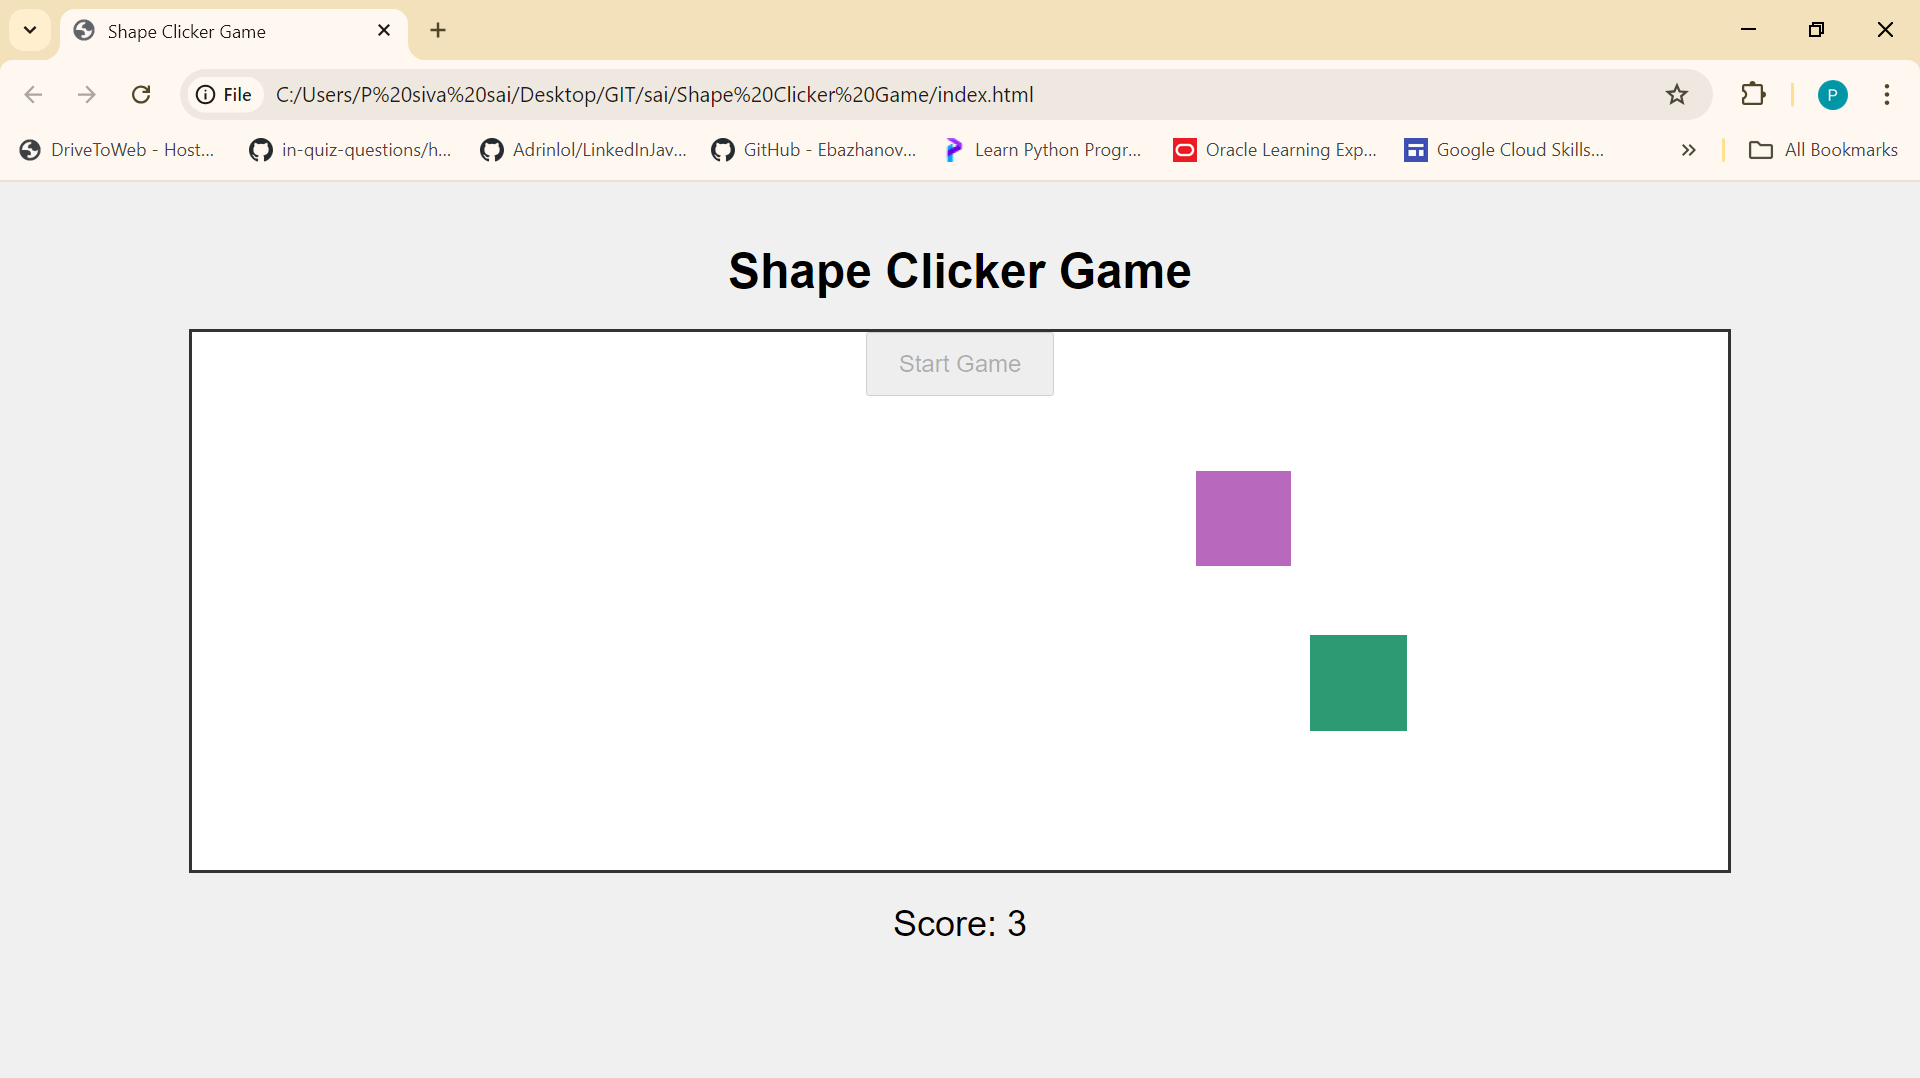 Shape Clicker Game
File C:/Users/P%20siva%20sai/Desktop/GIT/sai/Shape%20Clicker%20Game/index.html P
DriveToWeb - Host... in-quiz-questions/h... Adrinlol/LinkedInJav... GitHub - Ebazhanov... Learn Python Progr... Oracle Learning Exp... Google Cloud Skills... All Bookmarks
Shape Clicker Game
Start Game
Score: 3